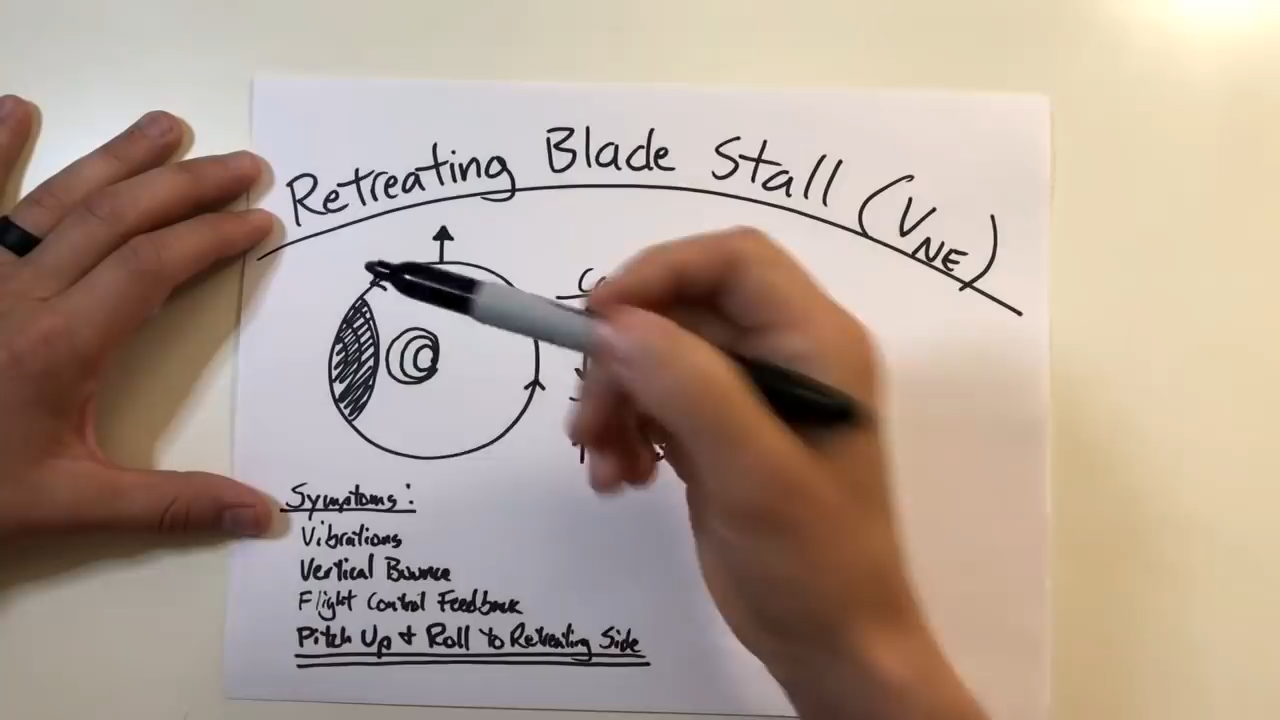 Retreating Blade Stall (VNE)
Symptoms:
Vibrations
Vertical Bounce
Flight Control Feedback
Pitch Up + Roll to Retreating Side